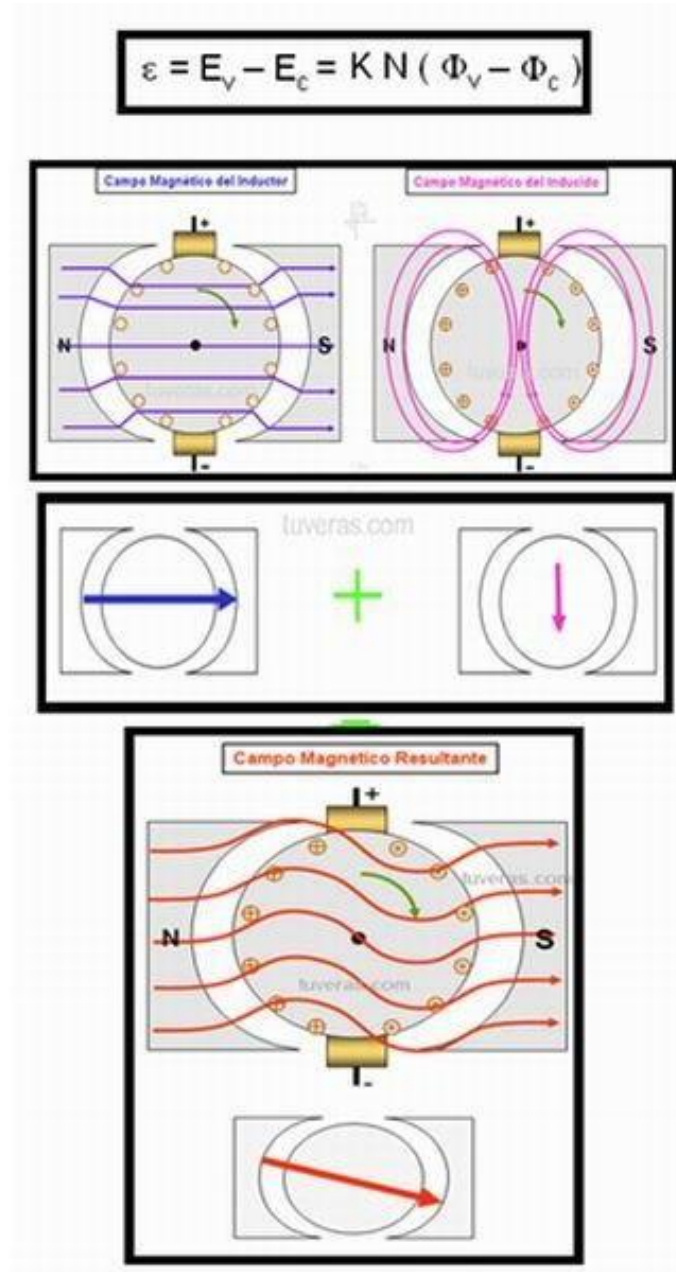 ε = E_v – E_c = K N ( Φ_v – Φ_c )
Campo Magnético del Inductor
Campo Magnético del Inducido
+
+
N
S
N
S
tuveras.com
-
-
tuveras.com
+
Campo Magnético Resultante
+
tuveras.com
N
S
tuveras.com
-